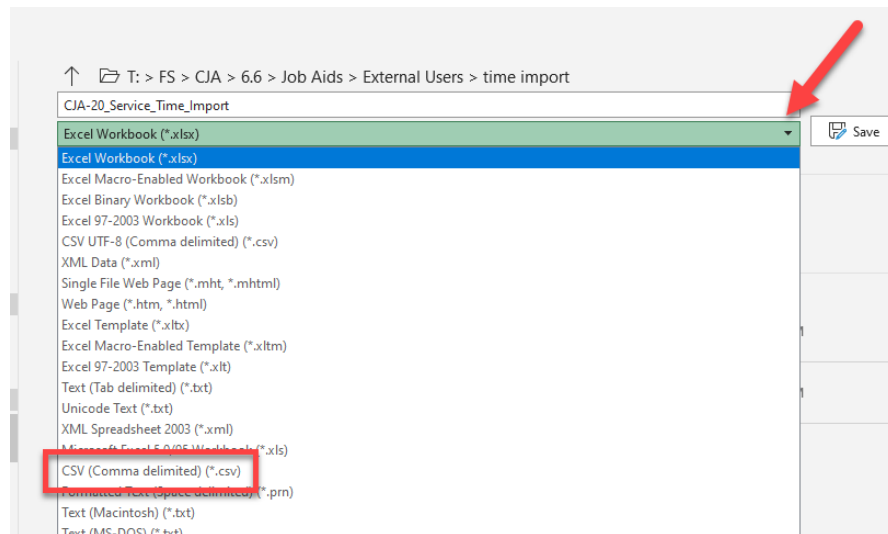 T: > FS > CJA > 6.6 > Job Aids > External Users > time import
CJA-20_Service_Time_Import
Excel Workbook (*.xlsx)
Save
Excel Workbook (*.xlsx)
Excel Macro-Enabled Workbook (*.xlsm)
Excel Binary Workbook (*.xlsb)
Excel 97-2003 Workbook (*.xls)
CSV UTF-8 (Comma delimited) (*.csv)
XML Data (*.xml)
Single File Web Page (*.mht, *.mhtml)
Web Page (*.htm, *.html)
Excel Template (*.xltx)
Excel Macro-Enabled Template (*.xltm)
Excel 97-2003 Template (*.xlt)
Text (Tab delimited) (*.txt)
Unicode Text (*.txt)
XML Spreadsheet 2003 (*.xml)
Microsoft Excel 5.0/95 Workbook (*.xls)
CSV (Comma delimited) (*.csv)
Formatted Text (Space delimited) (*.prn)
Text (Macintosh) (*.txt)
Text (MS-DOS) (*.txt)